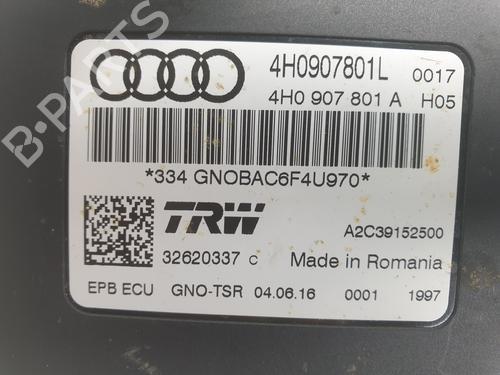 4H0907801L 0017
4H0 907 801 A H05
*334 GNOBAC6F4U970*
TRW
A2C39152500
32620337 C Made in Romania
EPB ECU GNO-TSR 04.06.16 0001 1997
B-PARTS